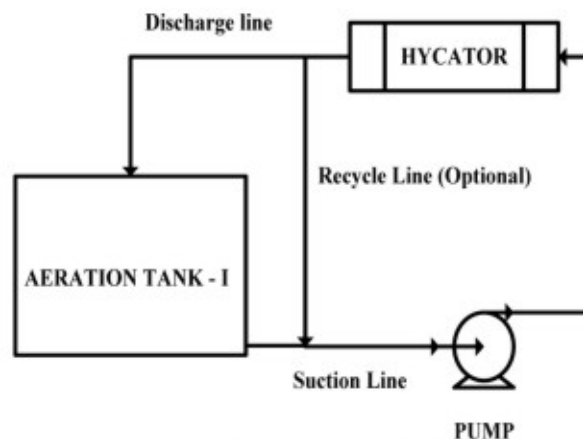 Discharge line
HYCATOR
Recycle Line (Optional)
AERATION TANK - I
Suction Line
PUMP